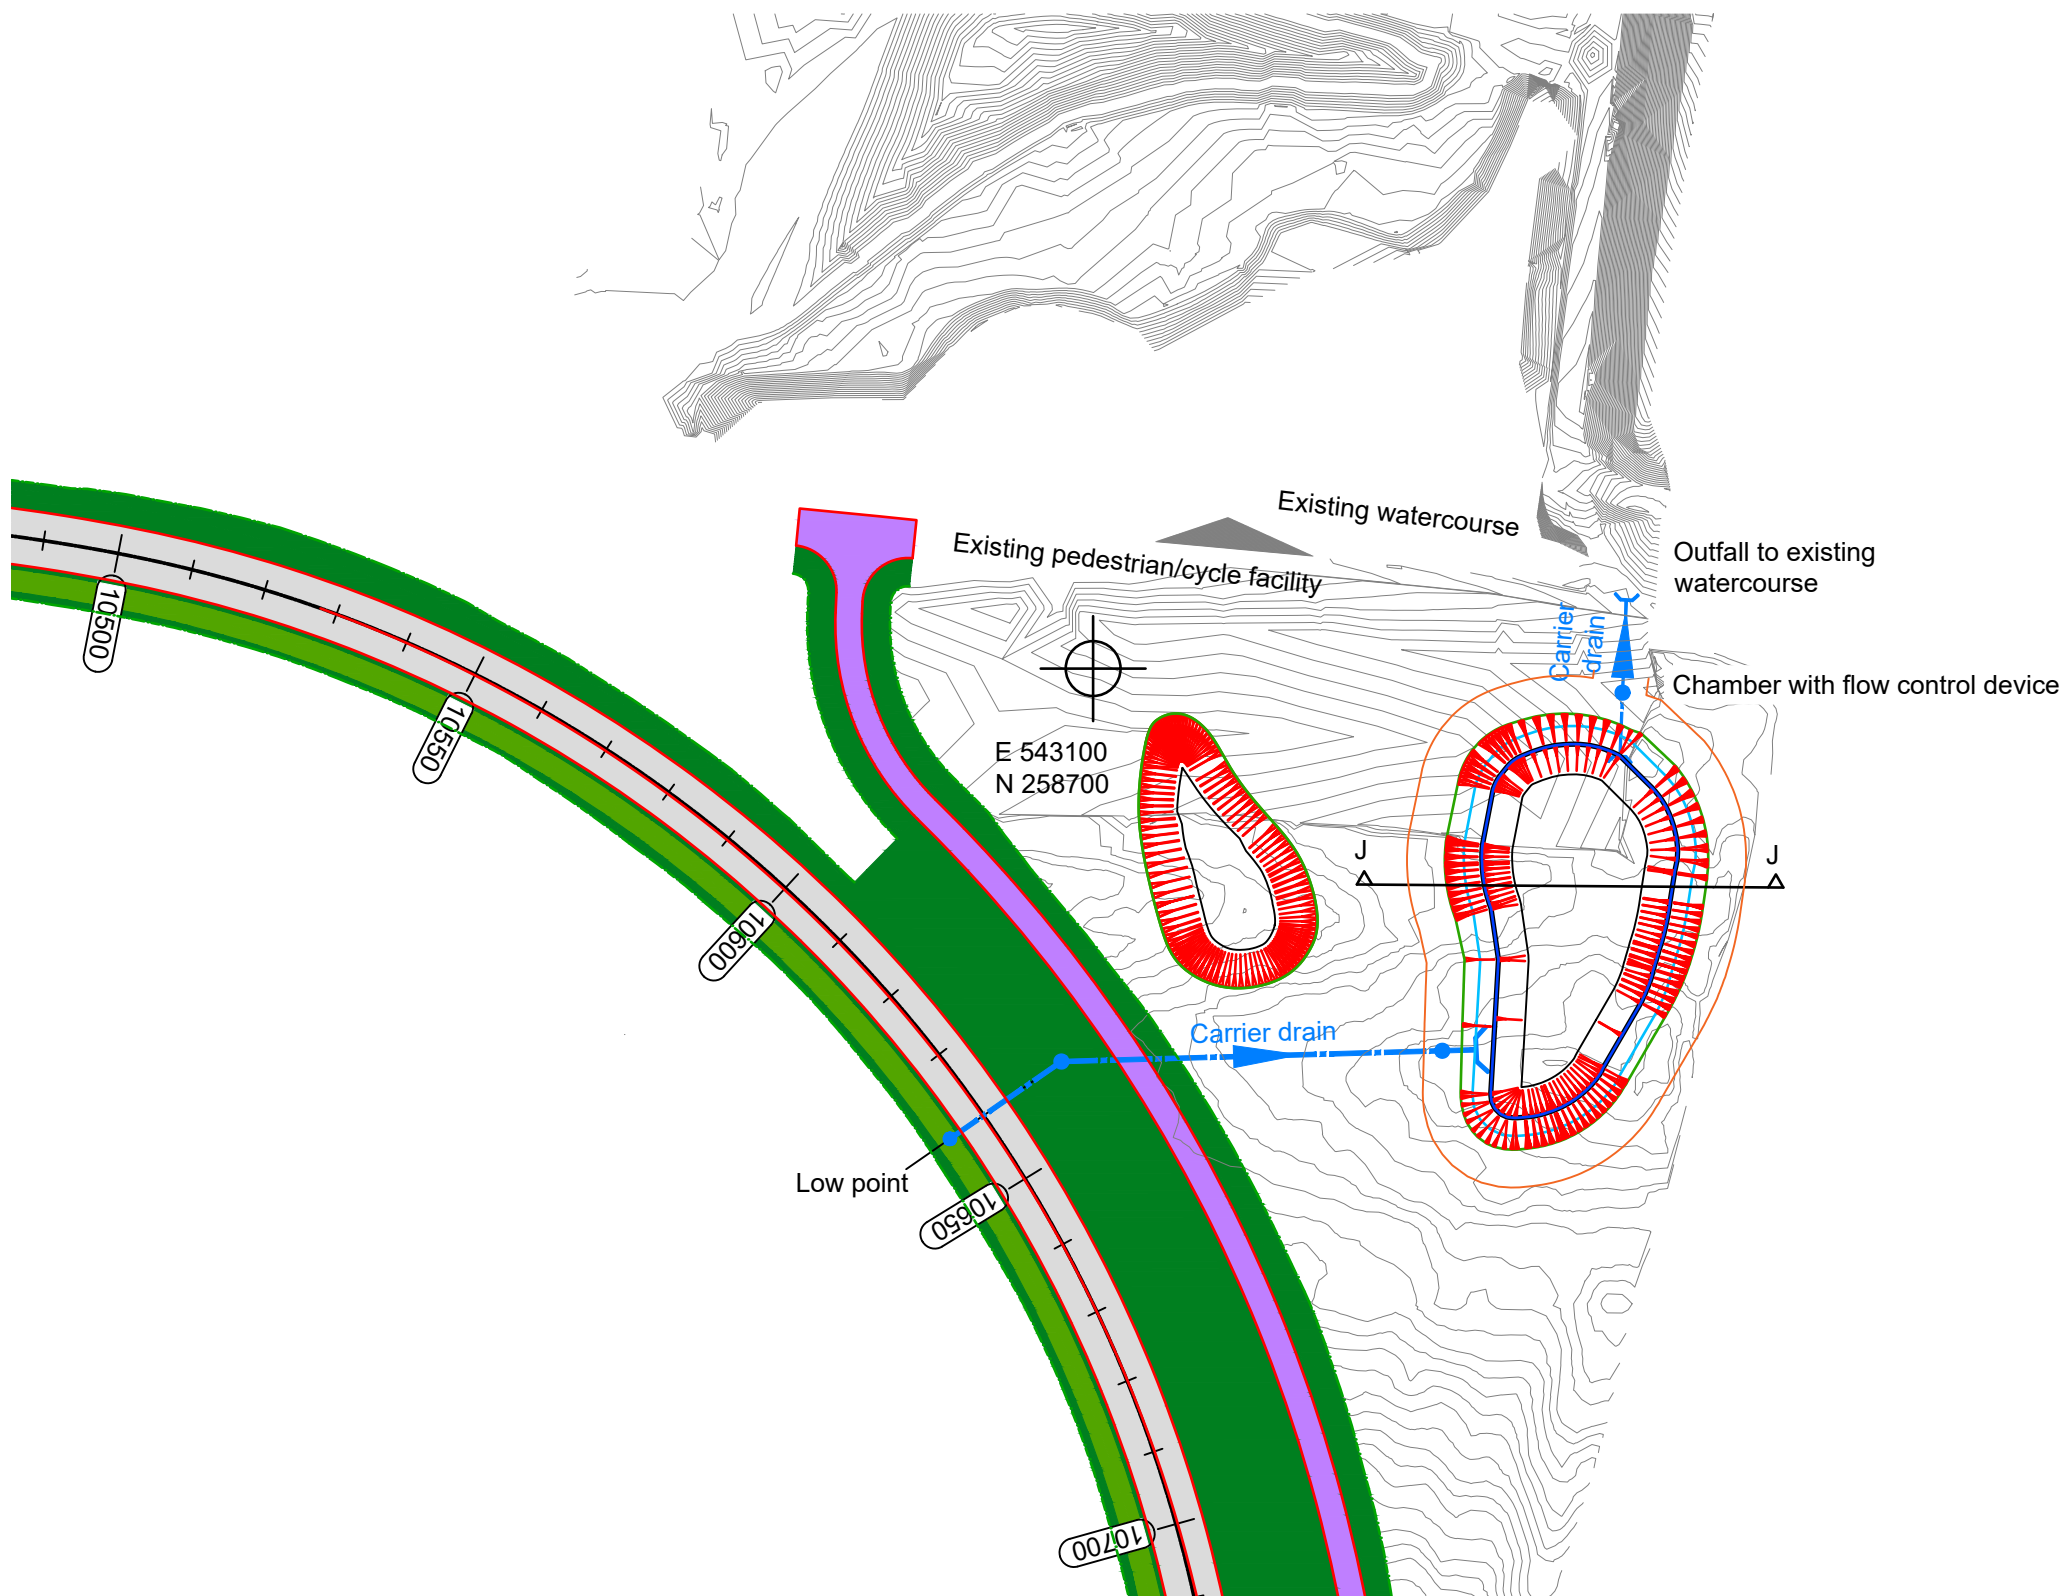 Existing watercourse
Existing pedestrian/cycle facility
Outfall to existing
watercourse
Carrier
drain
Chamber with flow control device
E 543100
N 258700
J
J
Carrier drain
Low point
10500
10550
10600
10650
10700